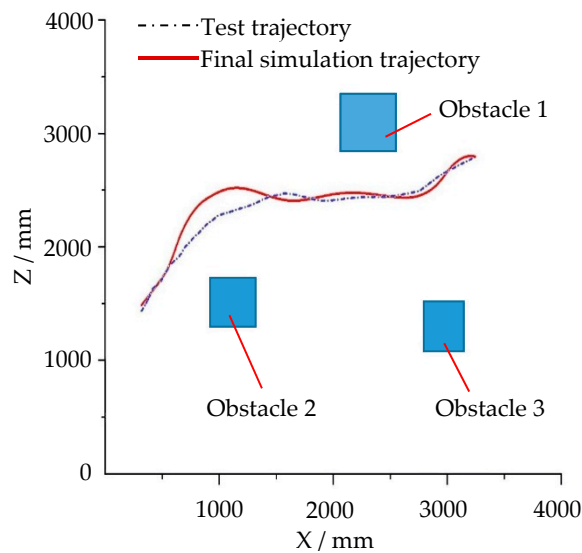 4000
Test trajectory
Final simulation trajectory
Obstacle 1
3000
Z / mm
2000
1000
Obstacle 2
Obstacle 3
0
1000
2000
3000
4000
X / mm